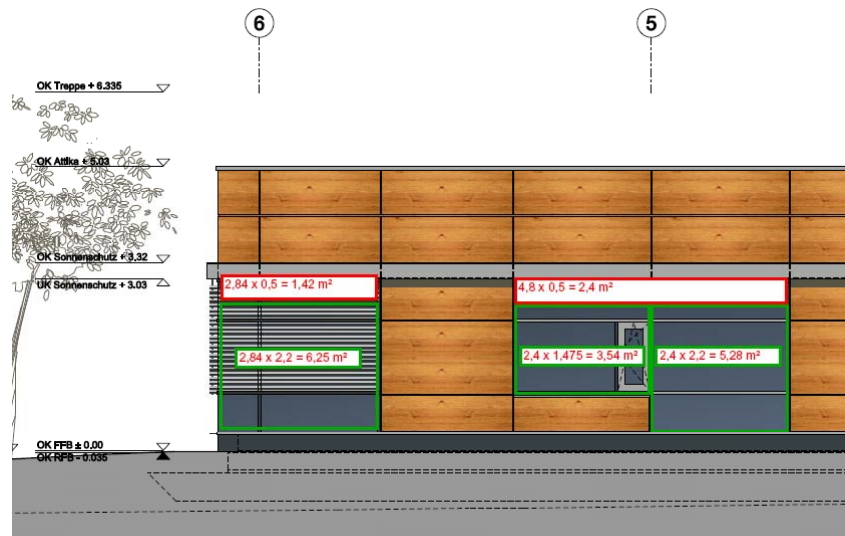 6
5
OK Treppe + 6.335
OK Attika + 5.03
OK Sonnenschutz + 3,32
UK Sonnenschutz + 3.03
2,84 x 0,5 = 1,42 m²
4,8 x 0,5 = 2,4 m²
2,84 x 2,2 = 6,25 m²
2,4 x 1,475 = 3,54 m²
2,4 x 2,2 = 5,28 m²
OK FFB ± 0,00
OK RFB - 0.035